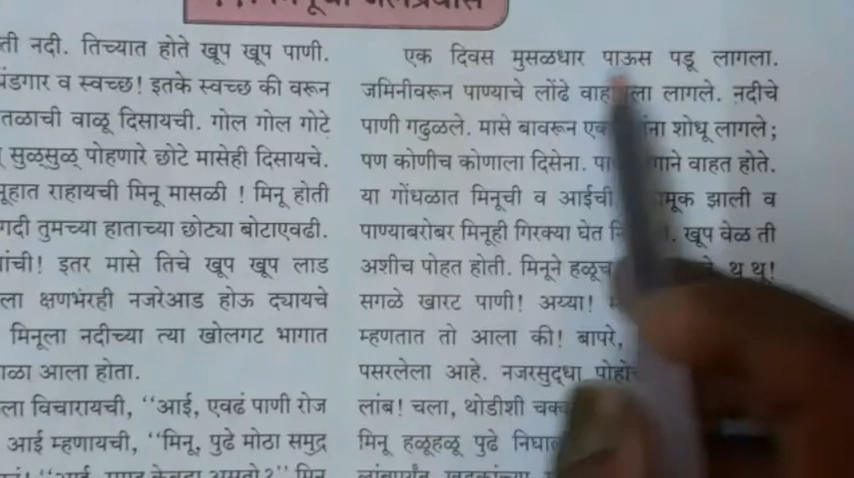 ती नदी. तिच्यात होते खूप खूप पाणी.
थंडगार व स्वच्छ! इतके स्वच्छ की वरून
तळाची वाळू दिसायची. गोल गोल गोटे
सुळसुळ् पोहणारे छोटे मासेही दिसायचे.
राहायची मिनू मासळी ! मिनू होती
गदी तुमच्या हाताच्या छोट्या बोटाएवढी.
इतर मासे तिचे खूप खूप लाड
ला क्षणभरही नजरेआड होऊ द्यायचे
मिनूला नदीच्या त्या खोलगट भागात
आला होता.
ला विचारायची, “आई, एवढं पाणी रोज
आई म्हणायची, “मिनू, पुढे मोठा समुद्र
एक दिवस मुसळधार पाऊस पडू लागला.
जमिनीवरून पाण्याचे लोंढे लागले. नदीचे
पाणी गढुळले. मासे बावरून शोधू लागले;
पण कोणीच कोणाला दिसेना. वाहत होते.
या गोंधळात मिनूची व आईची झाली व
पाण्याबरोबर मिनूही गिरक्या घेत खूप वेळ ती
अशीच पोहत होती. मिनूने हळूच थू थू!
सगळे खारट पाणी! अय्या!
म्हणतात तो आला की! बापरे,
पसरलेला आहे. नजरसुद्धा
लांब! चला, थोडीशी
मिनू हळूहळू पुढे